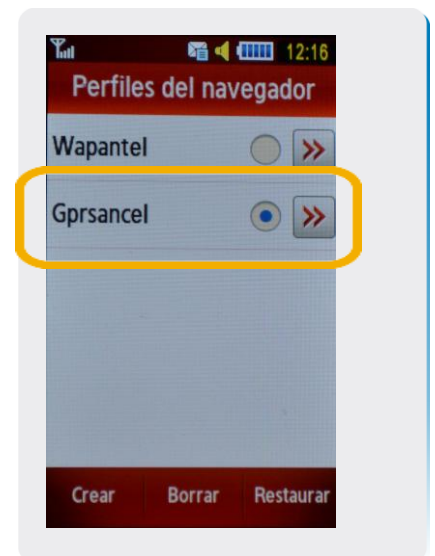 12:16
Perfiles del navegador
Wapantel
Gprsancel
Crear Borrar Restaurar